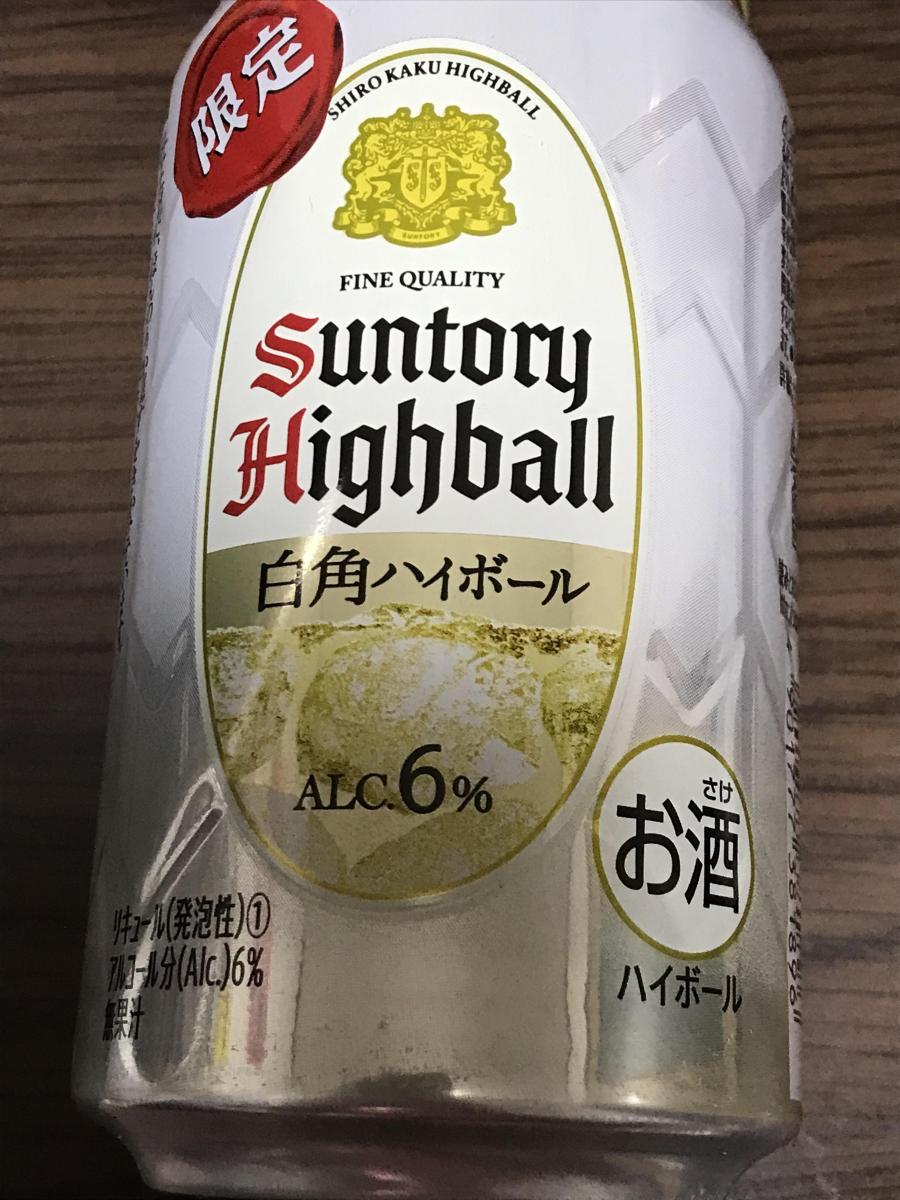 限定
SHIRO KAKU HIGHBALL
SUNTORY
FINE QUALITY
Suntory
Highball
白角ハイボール
ALC.6%
さけ
お酒
ハイボール
リキュール(発泡性)①
アルコール分(Alc.)6%
無果汁